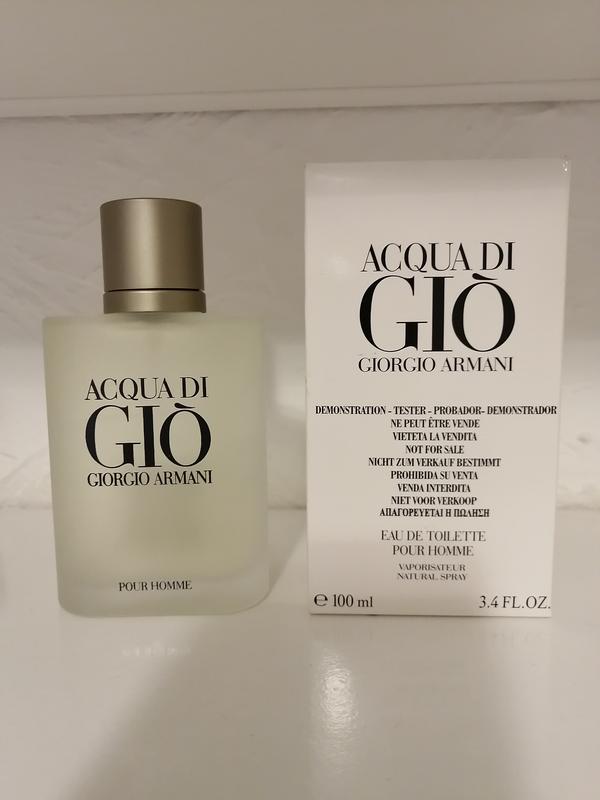 ACQUA DI
GIÒ
GIORGIO ARMANI
POUR HOMME
ACQUA DI
GIÒ
GIORGIO ARMANI
DEMONSTRATION - TESTER - PROBADOR- DEMONSTRADOR
NE PEUT ÊTRE VENDE
VIETETA LA VENDITA
NOT FOR SALE
NICHT ZUM VERKAUF BESTIMMT
PROHIBIDA SU VENTA
VENDA INTERDITA
NIET VOOR VERKOOP
ΑΠΑΓΟΡΕΥΕΤΑΙ Η ΠΩΛΗΣΗ
EAU DE TOILETTE
POUR HOMME
VAPORISATEUR
NATURAL SPRAY
℮ 100 ml 3.4 FL.OZ.